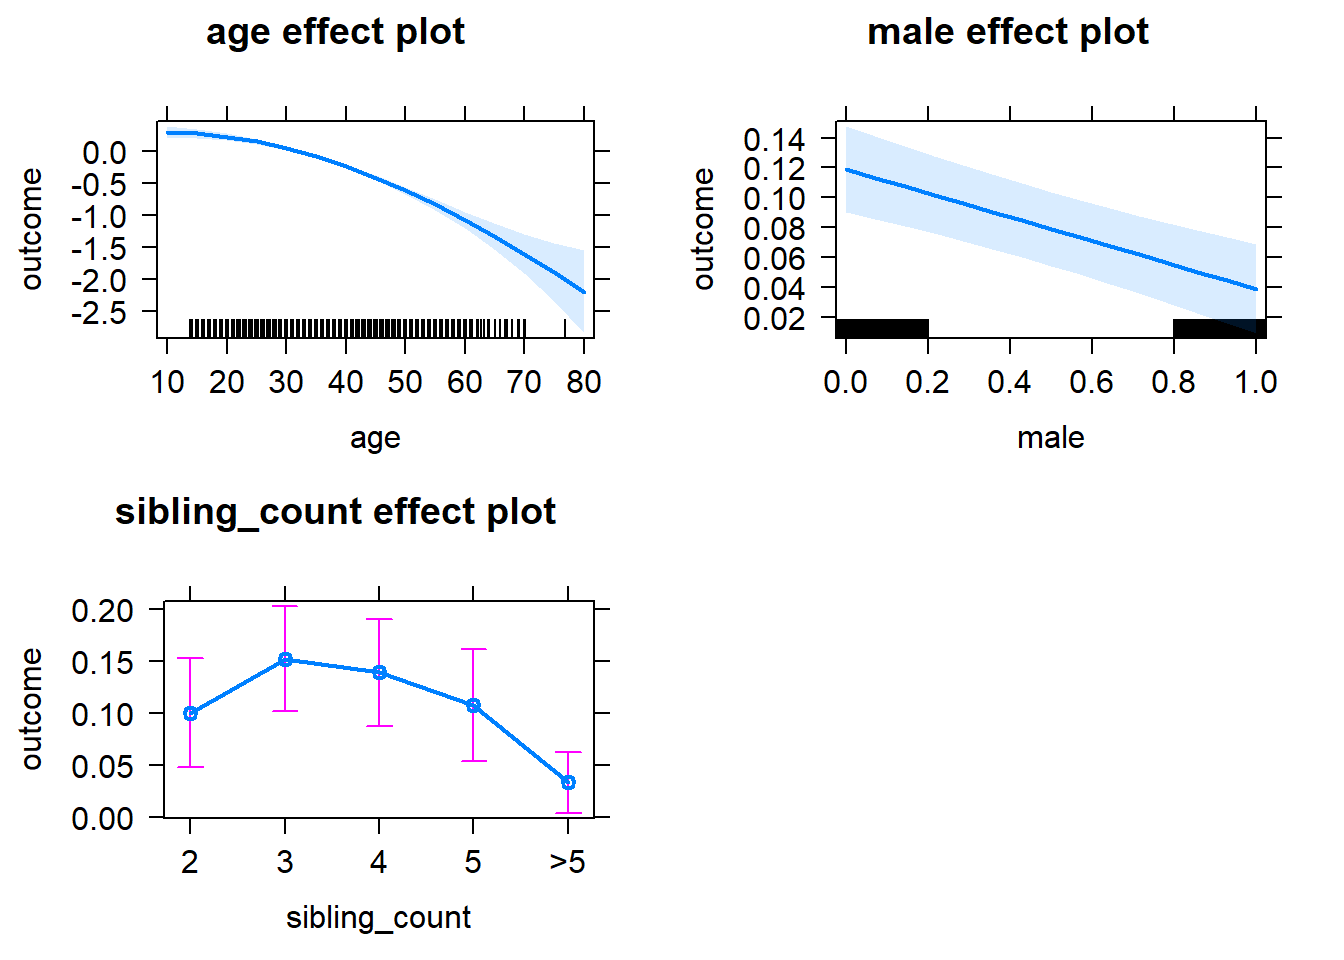 age effect plot
outcome
0.0
-0.5
-1.0
-1.5
-2.0
-2.5
10 20 30 40 50 60 70 80
age
male effect plot
outcome
0.14
0.12
0.10
0.08
0.06
0.04
0.02
0.0 0.2 0.4 0.6 0.8 1.0
male
sibling_count effect plot
outcome
0.20
0.15
0.10
0.05
0.00
2 3 4 5 >5
sibling_count